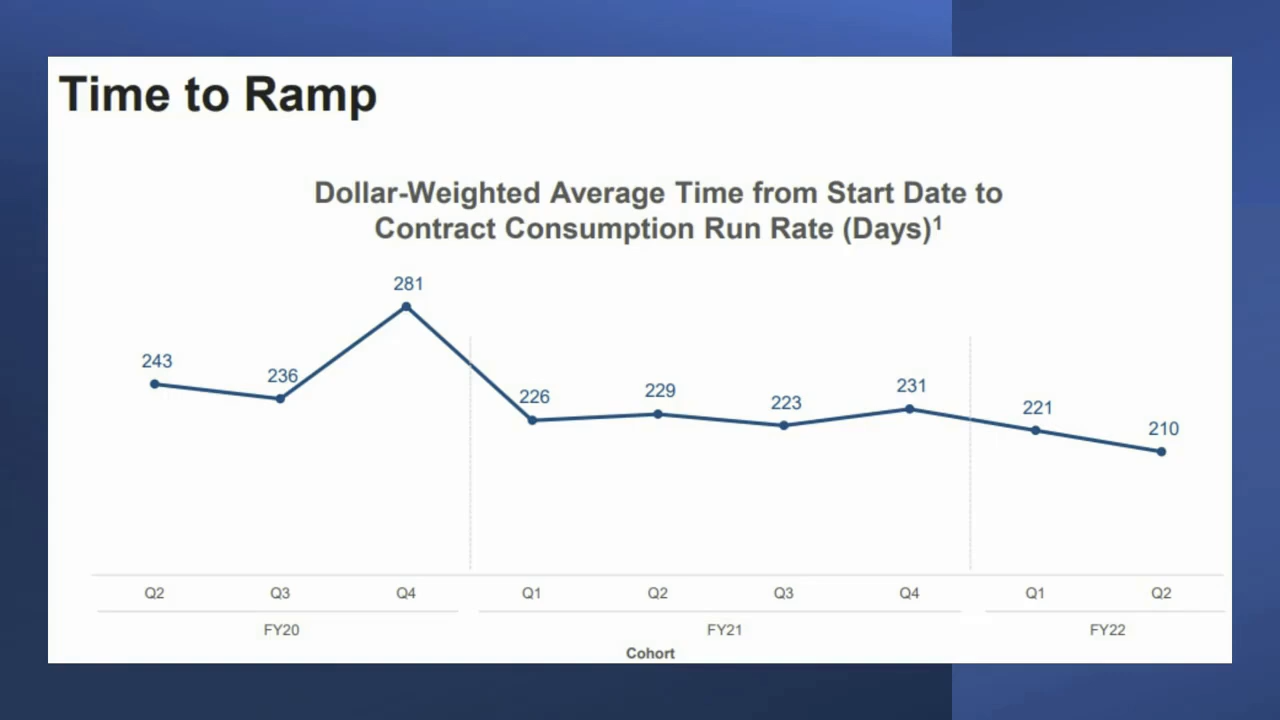 Time to Ramp
Dollar-Weighted Average Time from Start Date to
Contract Consumption Run Rate (Days)¹
281
243
236
226
229
223
231
221
210
Q2 Q3 Q4 Q1 Q2 Q3 Q4 Q1 Q2
FY20 FY21 FY22
Cohort